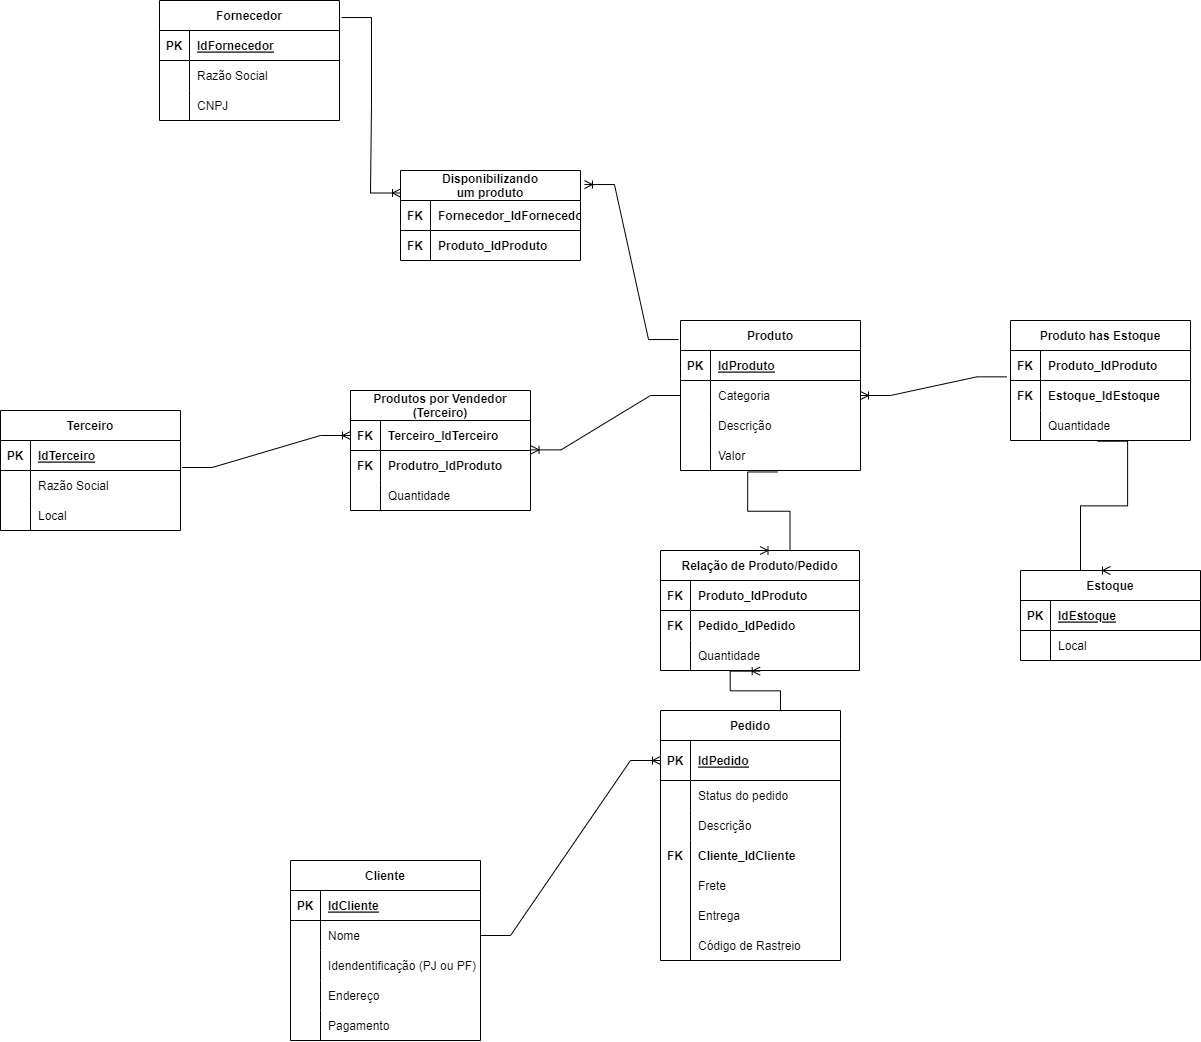 Fornecedor
PK IdFornecedor
Razão Social
CNPJ
Disponibilizando
um produto
FK Fornecedor_IdFornecedo
FK Produto_IdProduto
Produto
PK IdProduto
Categoria
Descrição
Valor
Produto has Estoque
FK Produto_IdProduto
FK Estoque_IdEstoque
Quantidade
Produtos por Vendedor
(Terceiro)
FK Terceiro_IdTerceiro
FK Produtro_IdProduto
Quantidade
Terceiro
PK IdTerceiro
Razão Social
Local
Relação de Produto/Pedido
FK Produto_IdProduto
FK Pedido_IdPedido
Quantidade
Estoque
PK IdEstoque
Local
Pedido
PK IdPedido
Status do pedido
Descrição
FK Cliente_IdCliente
Frete
Entrega
Código de Rastreio
Cliente
PK IdCliente
Nome
Idendentificação (PJ ou PF)
Endereço
Pagamento